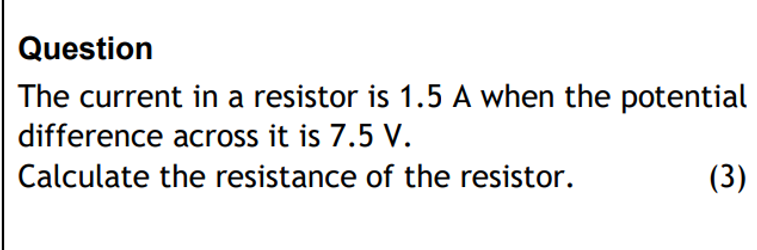 Question
The current in a resistor is 1.5 A when the potential
difference across it is 7.5 V.
Calculate the resistance of the resistor. (3)